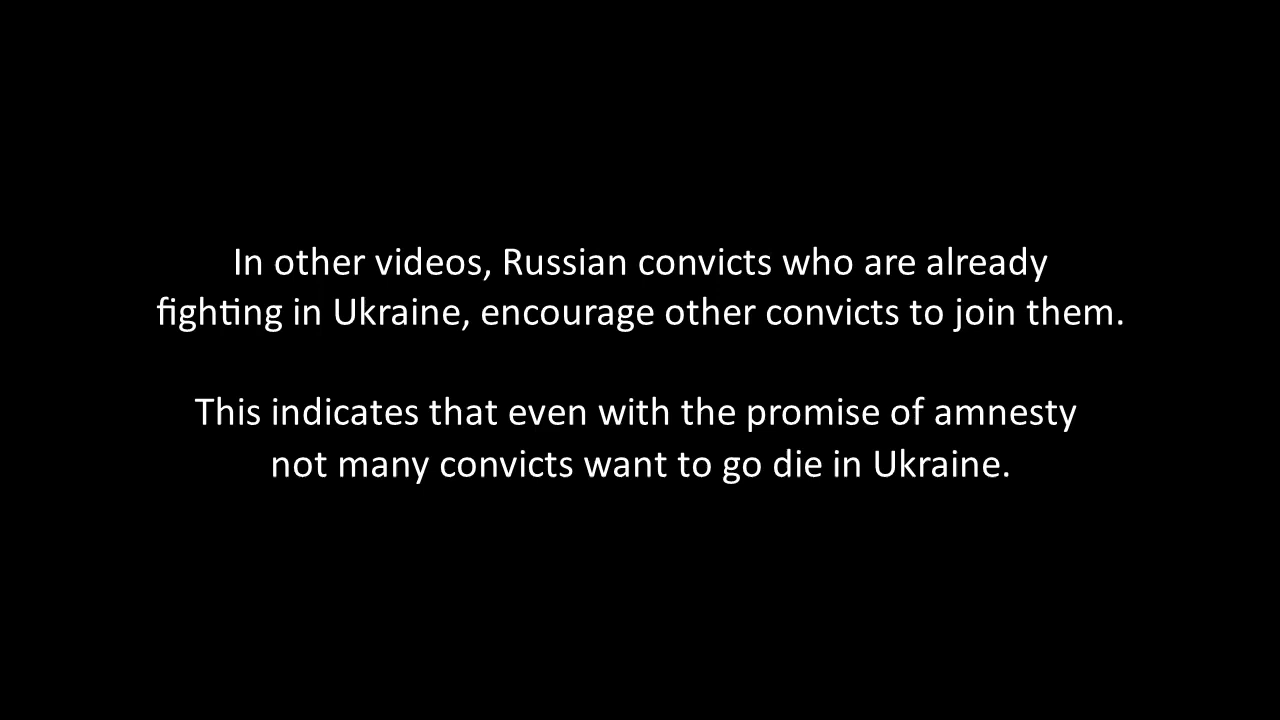 In other videos, Russian convicts who are already
fighting in Ukraine, encourage other convicts to join them.
This indicates that even with the promise of amnesty
not many convicts want to go die in Ukraine.